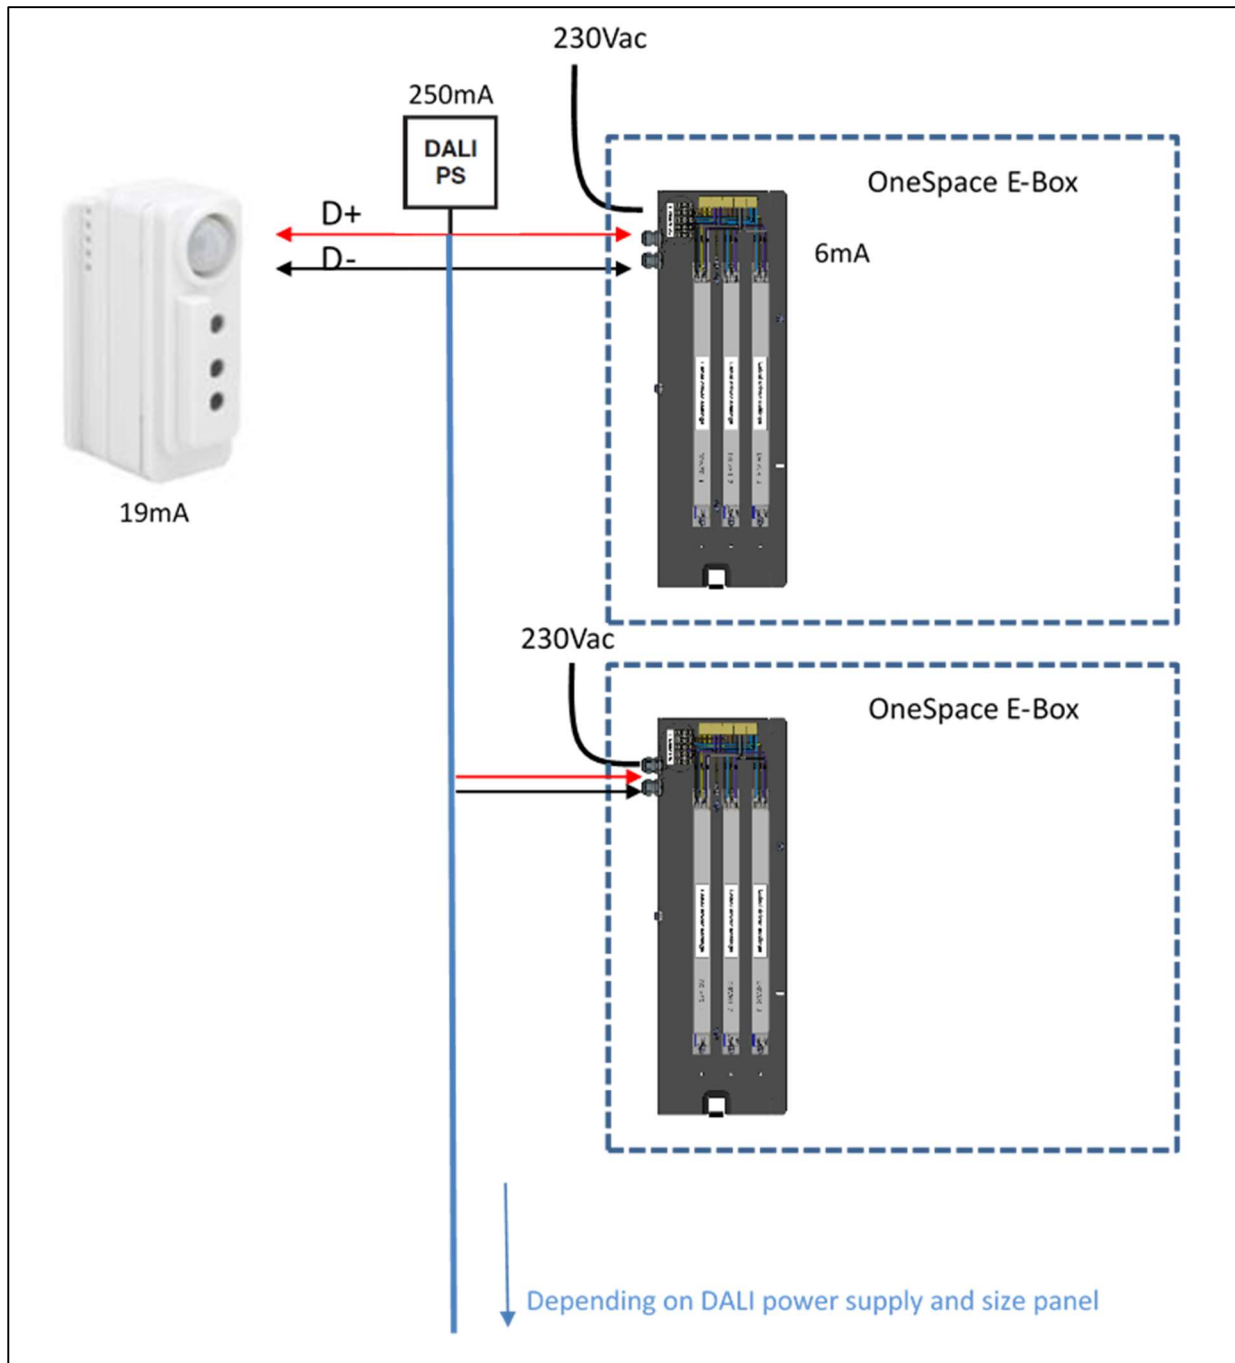 230Vac
250mA
DALI
PS
OneSpace E-Box
D+
D-
6mA
19mA
230Vac
OneSpace E-Box
Depending on DALI power supply and size panel